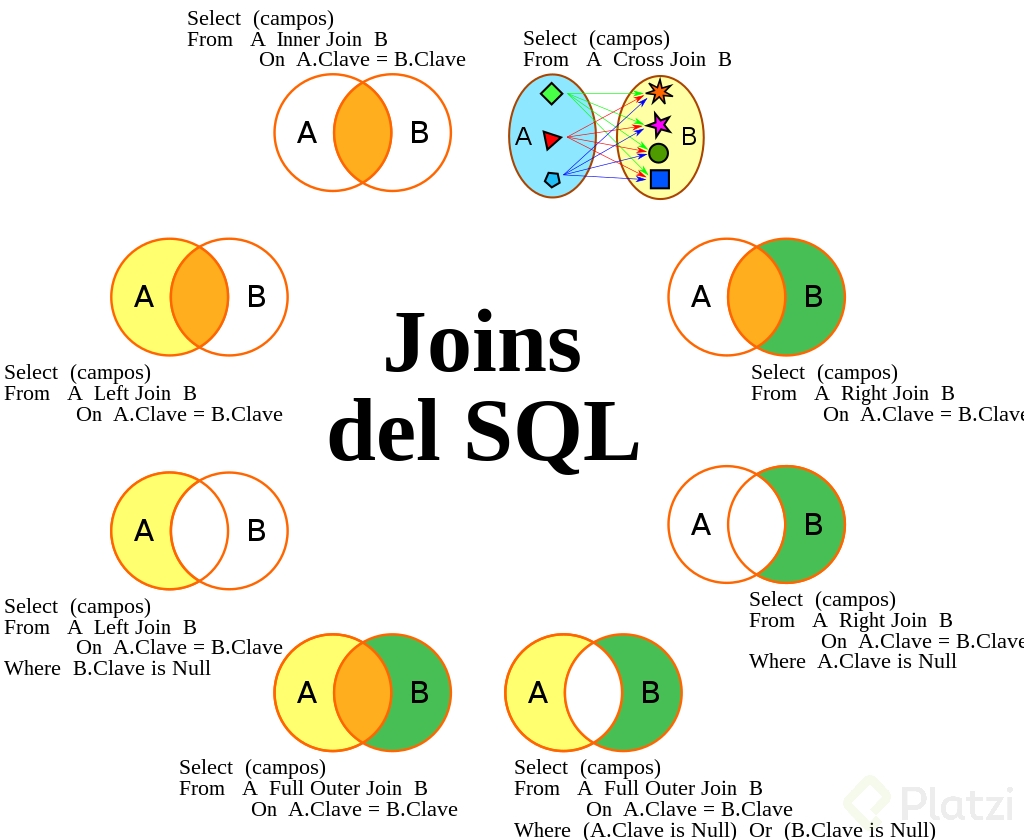 Select (campos)
From A Inner Join B
On A.Clave = B.Clave
A B
Select (campos)
From A Cross Join B
A B
A B
Select (campos)
From A Left Join B
On A.Clave = B.Clave
Joins
del SQL
A B
Select (campos)
From A Right Join B
On A.Clave = B.Clave
A B
Select (campos)
From A Left Join B
On A.Clave = B.Clave
Where B.Clave is Null
A B
Select (campos)
From A Right Join B
On A.Clave = B.Clave
Where A.Clave is Null
A B
Select (campos)
From A Full Outer Join B
On A.Clave = B.Clave
A B
Select (campos)
From A Full Outer Join B
On A.Clave = B.Clave
Where (A.Clave is Null) Or (B.Clave is Null)
Platzi